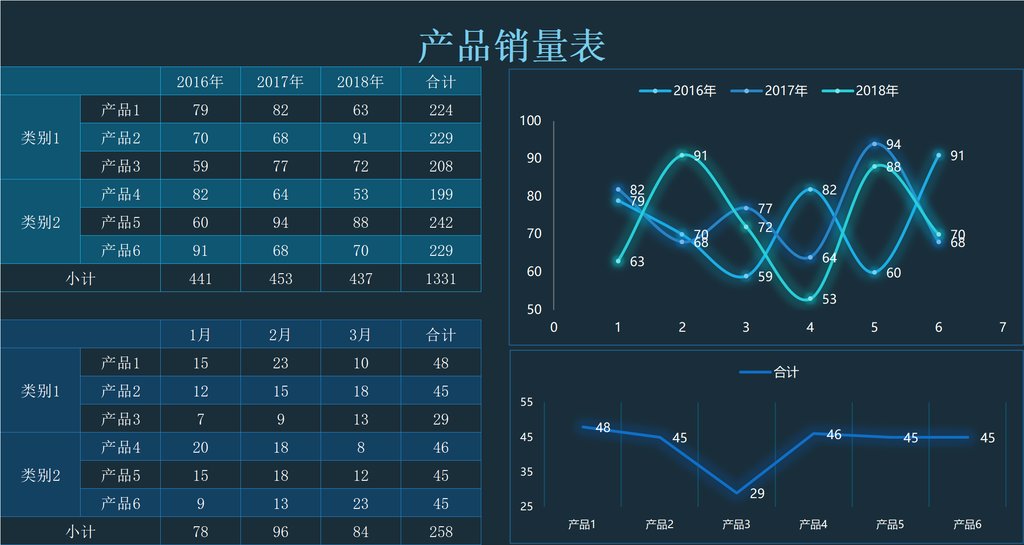 产品销量表
2016年 2017年 2018年 合计
类别1
产品1 79 82 63 224
产品2 70 68 91 229
产品3 59 77 72 208
类别2
产品4 82 64 53 199
产品5 60 94 88 242
产品6 91 68 70 229
小计 441 453 437 1331
2016年 2017年 2018年
100
90
80
70
60
50
0 1 2 3 4 5 6 7
82
79
63
91
70
68
77
72
59
82
64
53
94
88
60
91
70
68
1月 2月 3月 合计
类别1
产品1 15 23 10 48
产品2 12 15 18 45
产品3 7 9 13 29
类别2
产品4 20 18 8 46
产品5 15 18 12 45
产品6 9 13 23 45
小计 78 96 84 258
合计
55
45
35
25
48 45 29 46 45 45
产品1 产品2 产品3 产品4 产品5 产品6